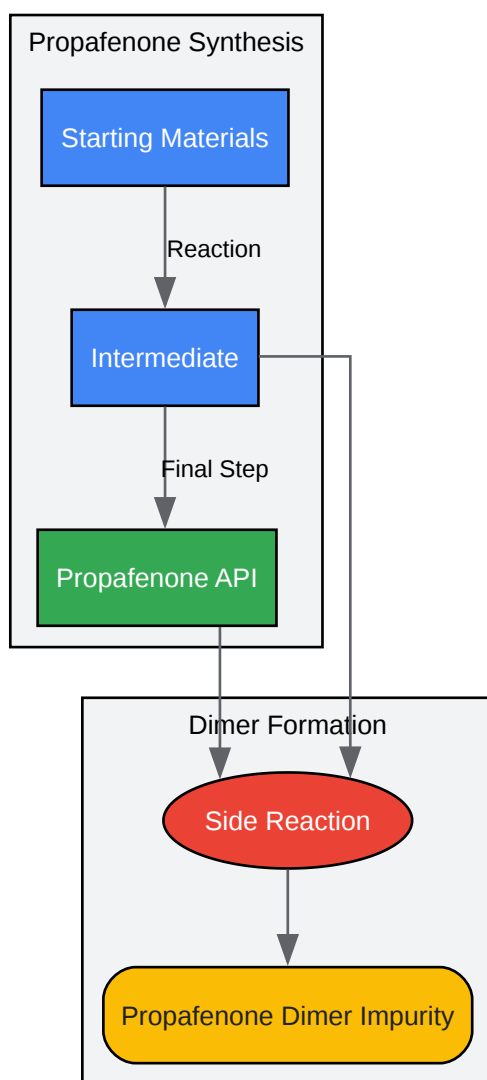 Propafenone Synthesis
Starting Materials
Reaction
Intermediate
Final Step
Propafenone API
Dimer Formation
Side Reaction
Propafenone Dimer Impurity